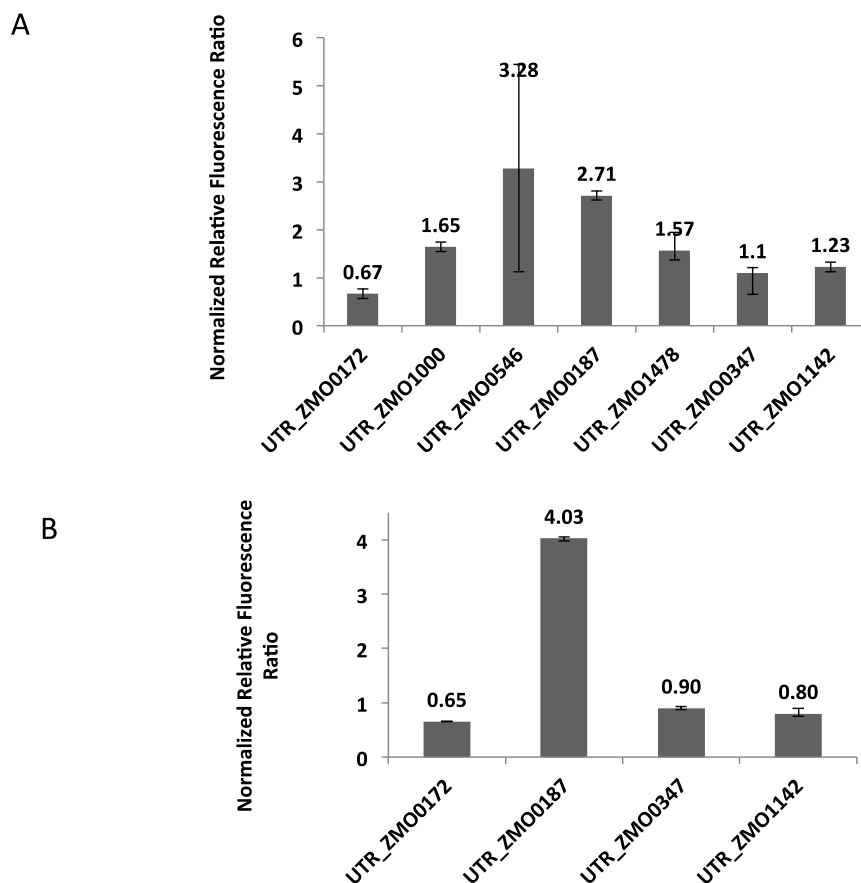 A
Normalized Relative Fluorescence Ratio
6
5
4
3
2
1
0
0.67
1.65
3.28
2.71
1.57
1.1
1.23
UTR_ZMO0172
UTR_ZMO1000
UTR_ZMO0546
UTR_ZMO0187
UTR_ZMO1478
UTR_ZMO0347
UTR_ZMO1142
B
Normalized Relative Fluorescence
Ratio
4
3
2
1
0
0.65
4.03
0.90
0.80
UTR_ZMO0172
UTR_ZMO0187
UTR_ZMO0347
UTR_ZMO1142